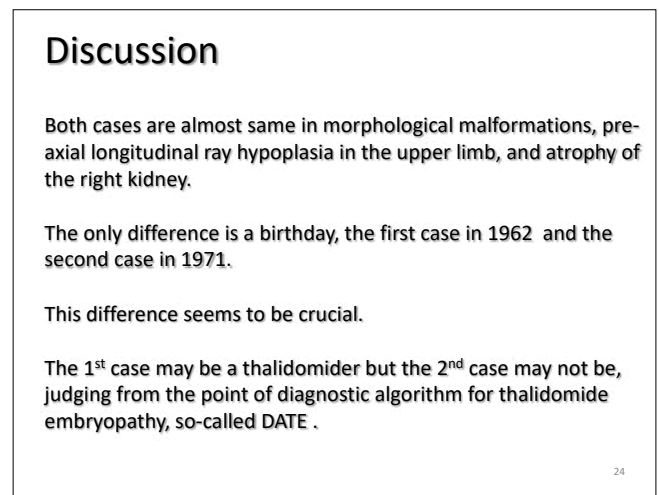 Discussion
Both cases are almost same in morphological malformations, pre-
axial longitudinal ray hypoplasia in the upper limb, and atrophy of
the right kidney.
The only difference is a birthday, the first case in 1962  and the
second case in 1971.
This difference seems to be crucial.
The 1st case may be a thalidomider but the 2nd case may not be,
judging from the point of diagnostic algorithm for thalidomide
embryopathy, so-called DATE .
24